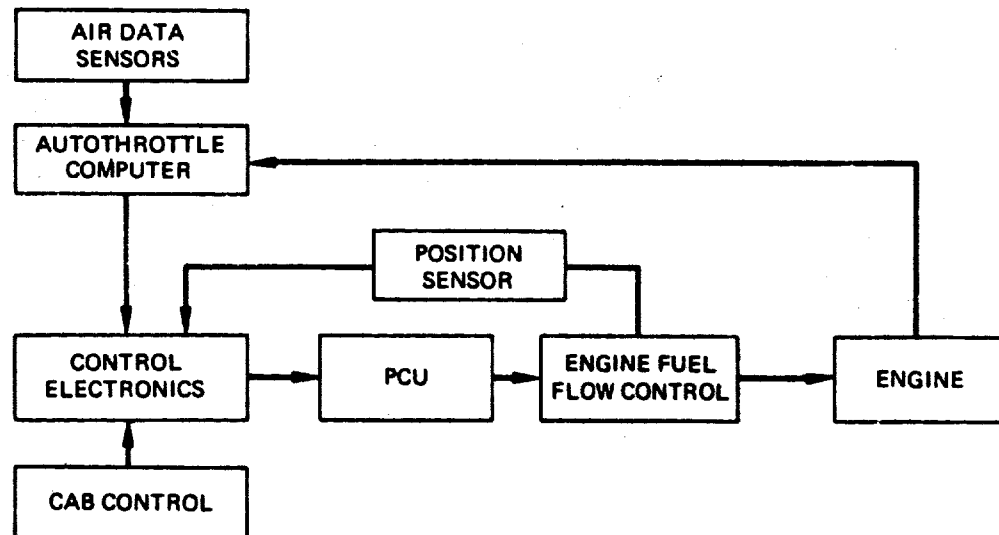 AIR DATA
SENSORS
AUTOTHROTTLE
COMPUTER
POSITION
SENSOR
CONTROL
ELECTRONICS
PCU
ENGINE FUEL
FLOW CONTROL
ENGINE
CAB CONTROL